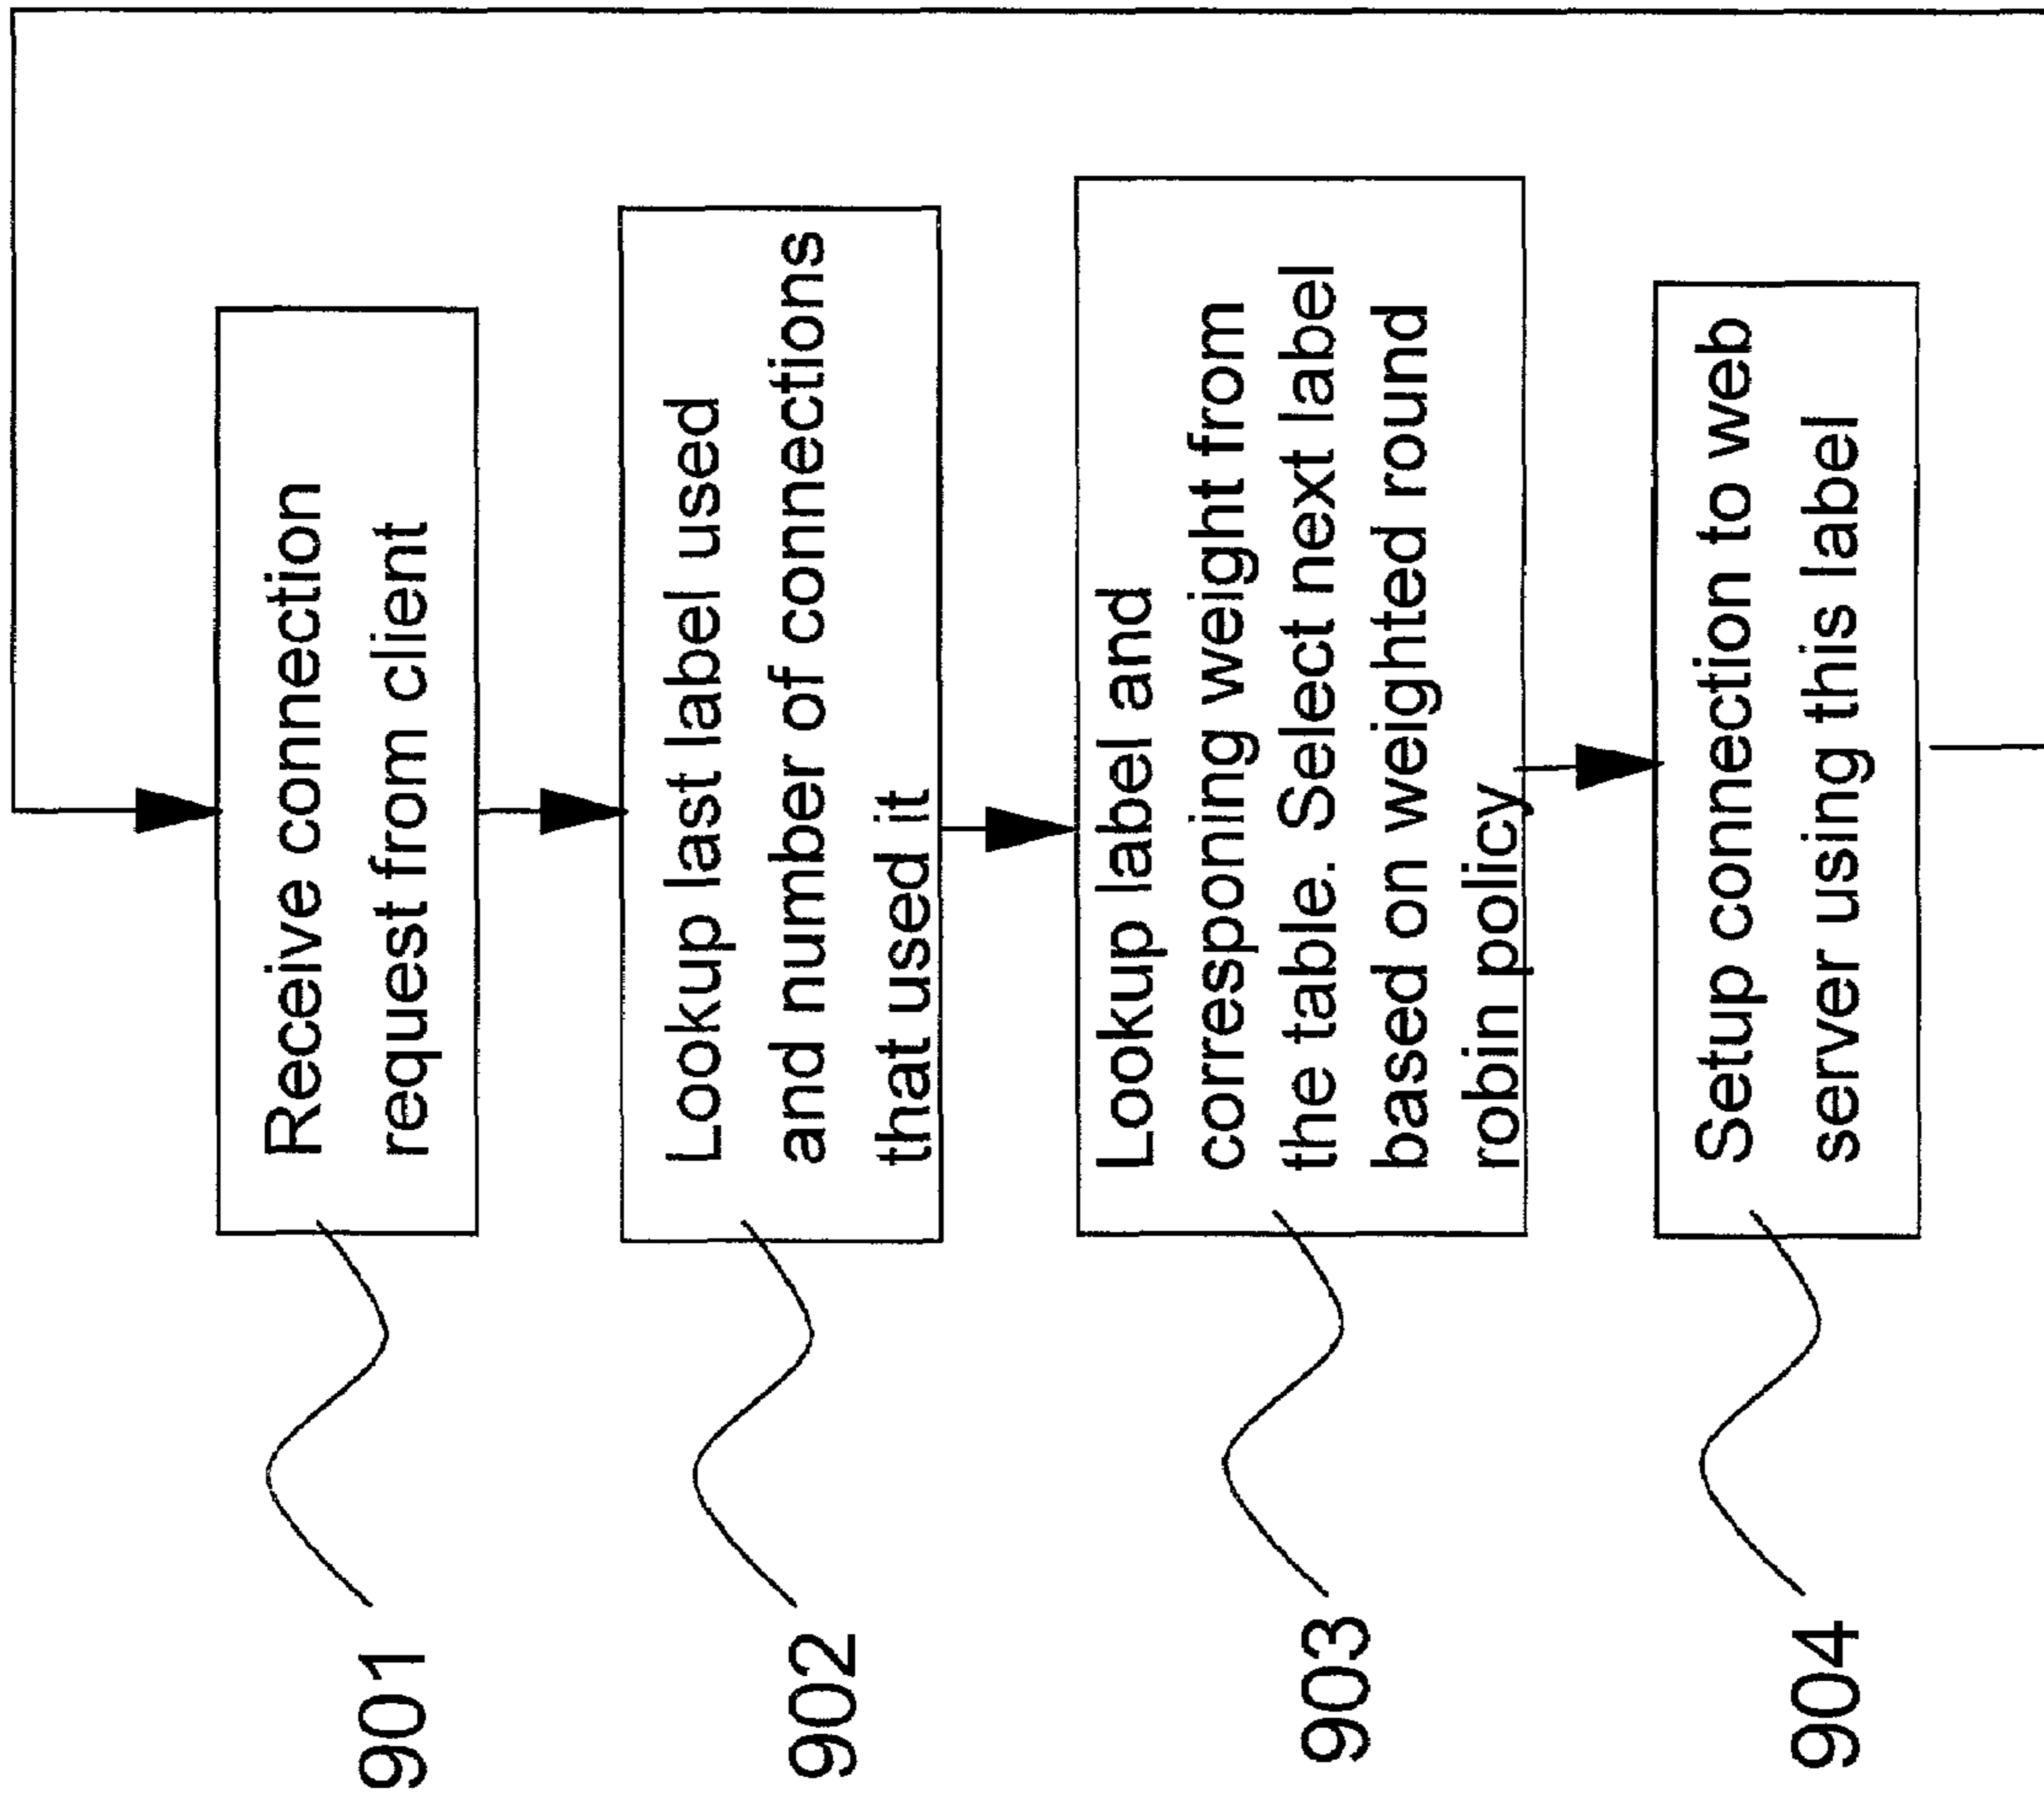 901
Receive connection
request from client
902
Lookup last label used
and number of connections
that used it
903
Lookup label and
corresponing weight from
the table. Select next label
based on weighted round
robin policy
904
Setup connection to web
server using this label